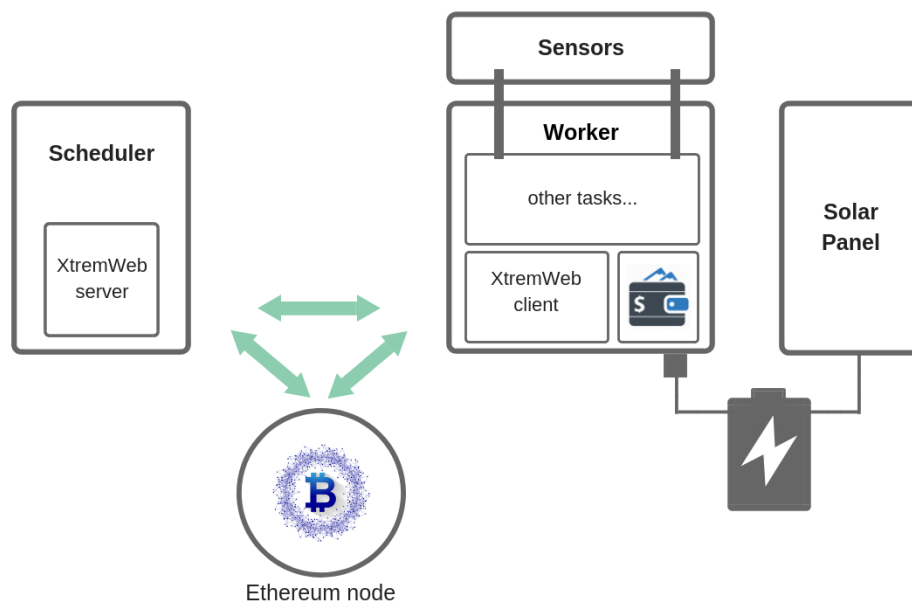 Sensors
Scheduler
Worker
other tasks...
Solar
Panel
XtremWeb
server
XtremWeb
client
$
Ethereum node